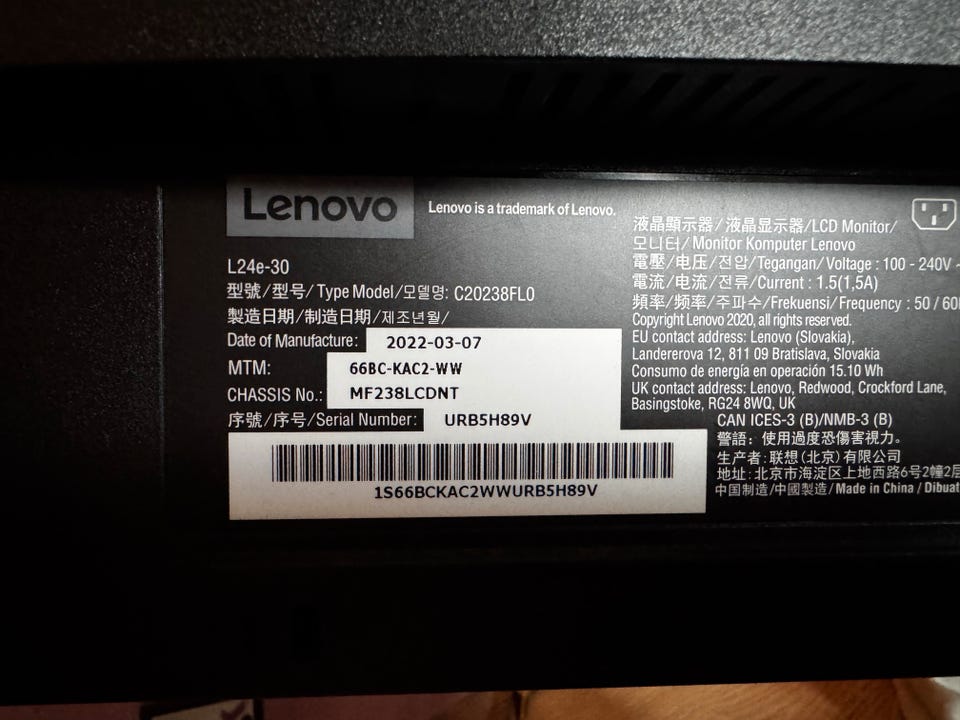 Lenovo
Lenovo is a trademark of Lenovo.
L24e-30
型號/型号/Type Model/모델명: C20238FL0
製造日期/制造日期/제조년월/
Date of Manufacture: 2022-03-07
MTM: 66BC-KAC2-WW
CHASSIS No.: MF238LCDNT
序號/序号/Serial Number: URB5H89V
1S66BCKAC2WWURB5H89V
液晶顯示器/液晶显示器/LCD Monitor/
모니터/Monitor Komputer Lenovo
電壓/电压/전압/Tegangan/Voltage : 100 - 240V ~
電流/电流/전류/Current : 1.5(1,5A)
頻率/频率/주파수/Frekuensi/Frequency : 50 / 60
Copyright Lenovo 2020, all rights reserved.
EU contact address: Lenovo (Slovakia),
Landererova 12, 811 09 Bratislava, Slovakia
Consumo de energía en operación 15.10 Wh
UK contact address: Lenovo, Redwood, Crockford Lane,
Basingstoke, RG24 8WQ, UK
CAN ICES-3 (B)/NMB-3 (B)
警語：使用過度恐傷害視力。
生产者: 联想(北京)有限公司
地址: 北京市海淀区上地西路6号2幢2层
中国制造/中國製造/Made in China / Dibuat